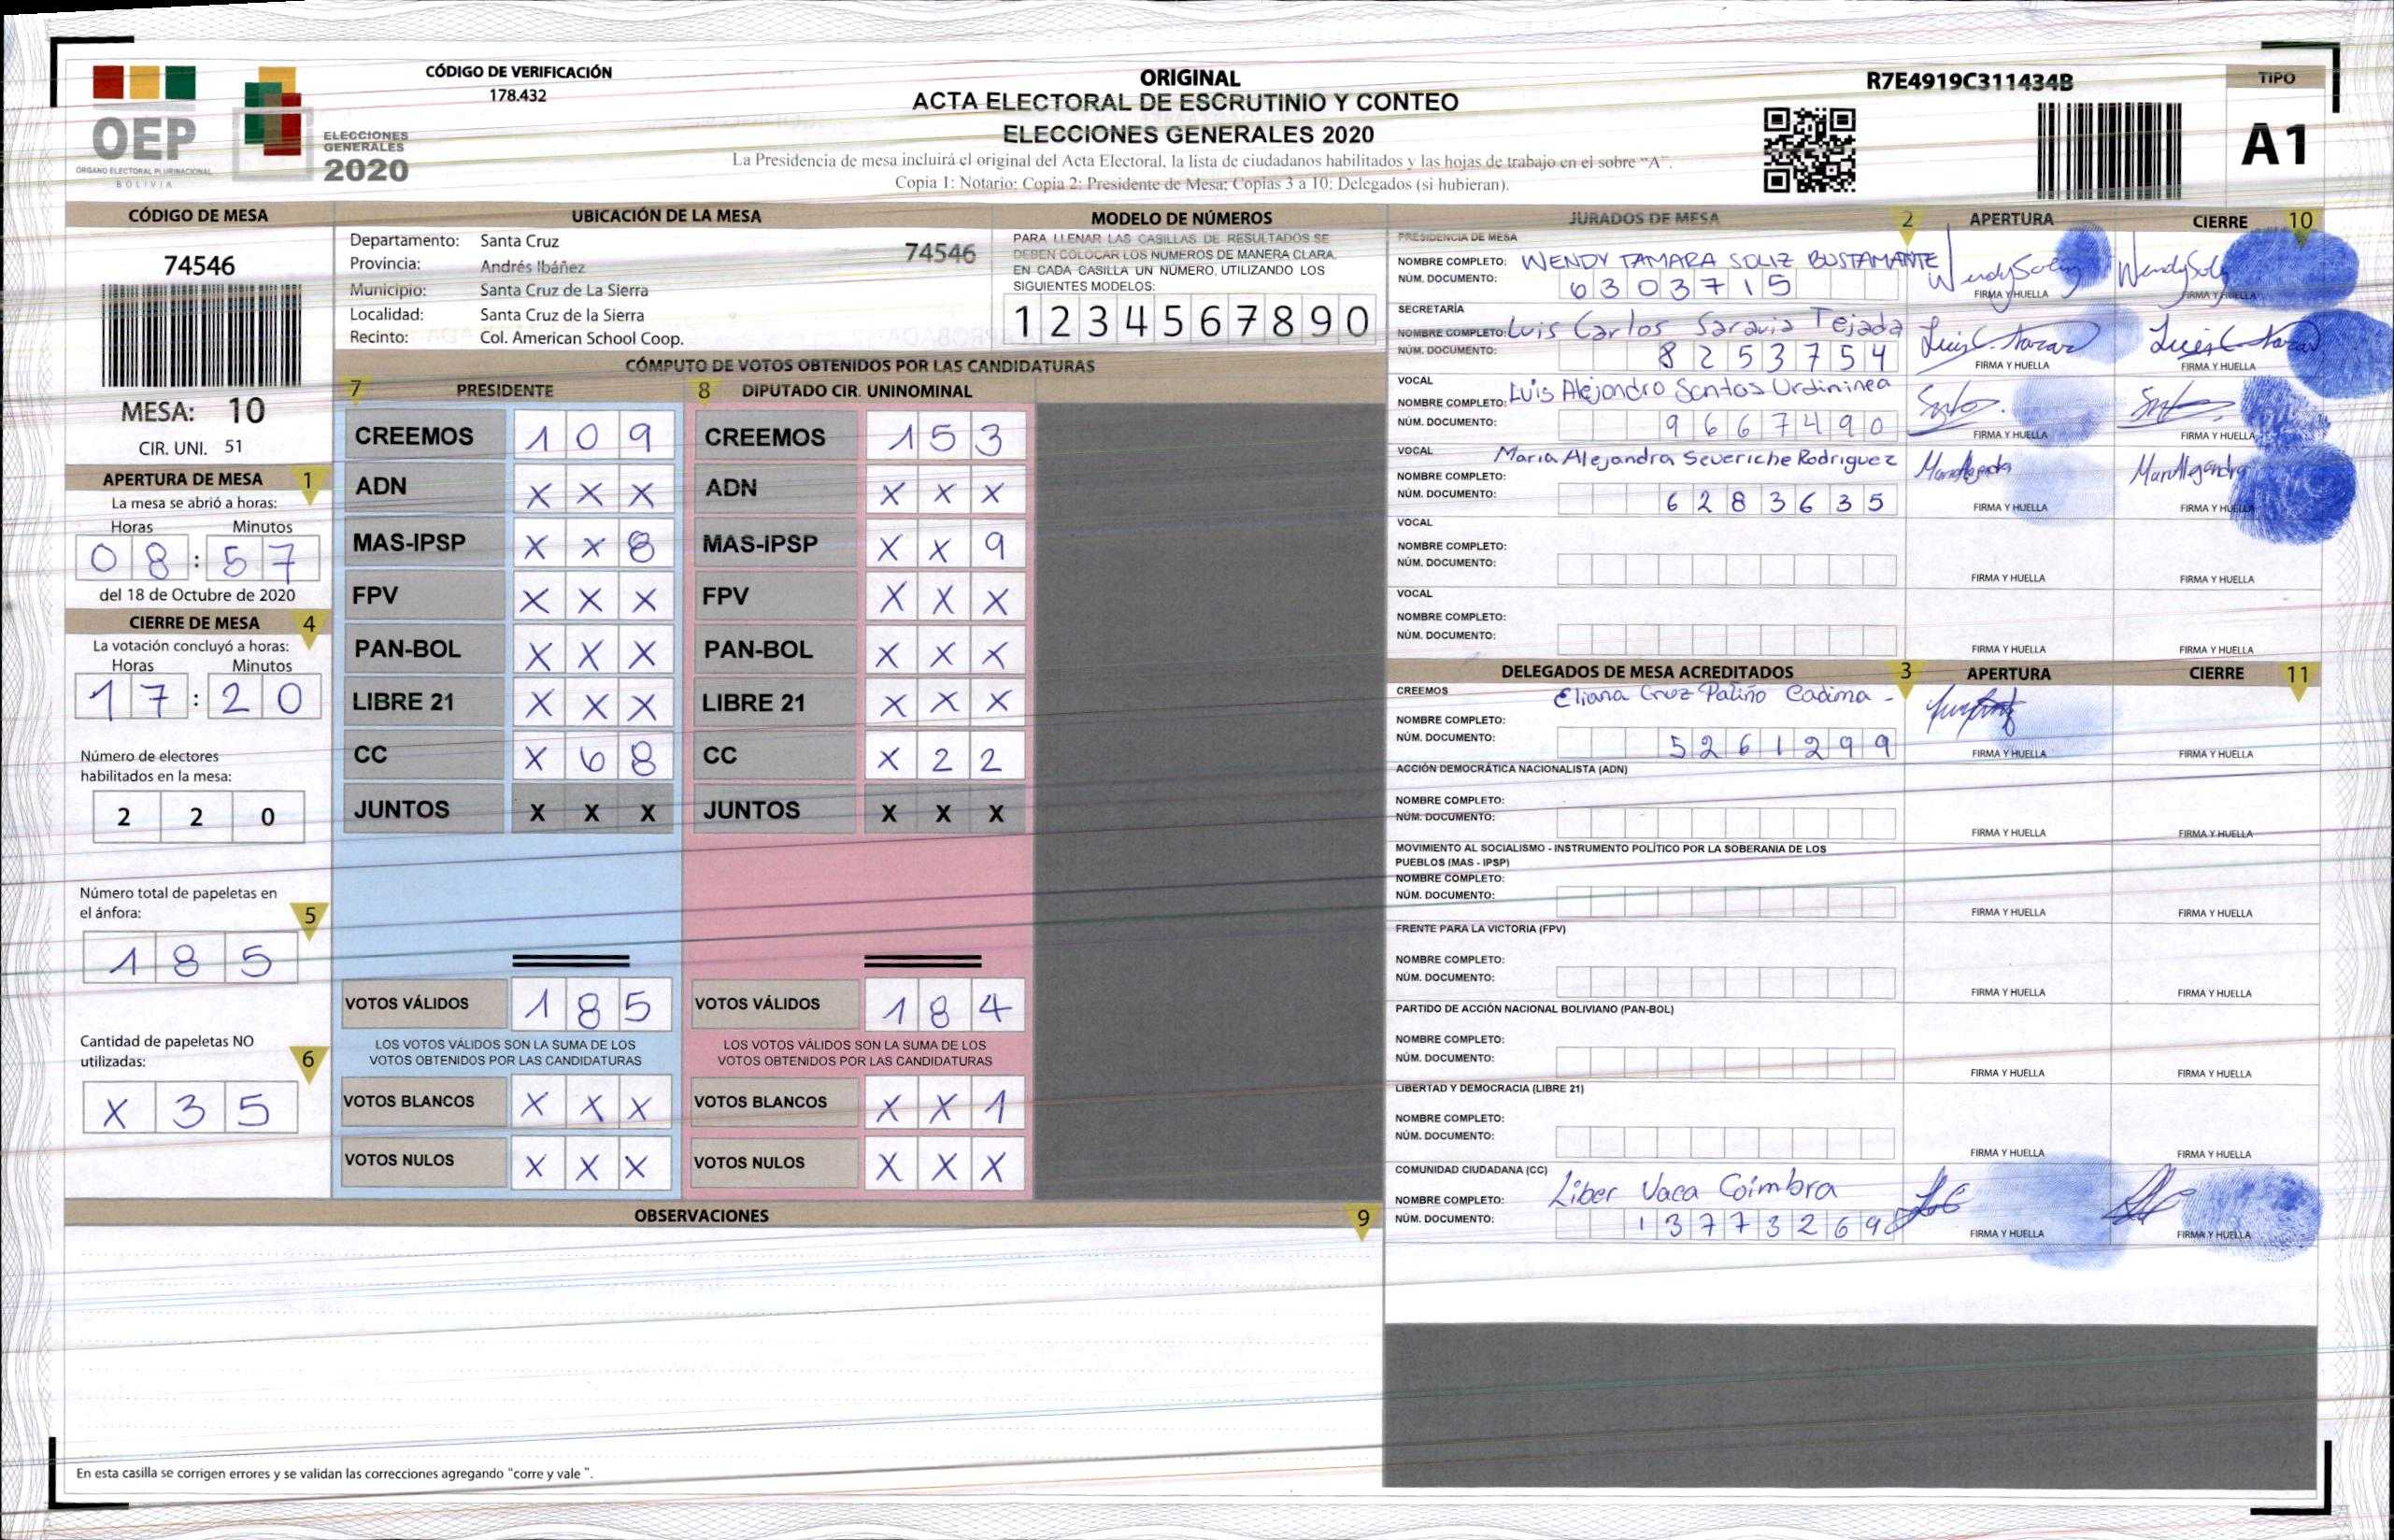 CÓDIGO DE VERIFICACIÓN
178.432
OEP
ÓRGANO ELECTORAL PLURINACIONAL
BOLIVIA
ELECCIONES
GENERALES
2020
ORIGINAL
ACTA ELECTORAL DE ESCRUTINIO Y CONTEO
ELECCIONES GENERALES 2020
La Presidencia de mesa incluirá el original del Acta Electoral, la lista de ciudadanos habilitados y las hojas de trabajo en el sobre "A".
Copia 1: Notario; Copia 2: Presidente de Mesa; Copias 3 a 10: Delegados (si hubieran).
R7E4919C311434B
TIPO
A1
CÓDIGO DE MESA
74546
MESA: 10
CIR. UNI. 51
APERTURA DE MESA 1
La mesa se abrió a horas:
Horas Minutos
08:57
del 18 de Octubre de 2020
CIERRE DE MESA 4
La votación concluyó a horas:
Horas Minutos
17:20
Número de electores
habilitados en la mesa:
2 2 0
Número total de papeletas en
el ánfora: 5
1 8 5
Cantidad de papeletas NO
utilizadas: 6
X 3 5
UBICACIÓN DE LA MESA
Departamento: Santa Cruz 74546
Provincia: Andrés Ibáñez
Municipio: Santa Cruz de La Sierra
Localidad: Santa Cruz de la Sierra
Recinto: Col. American School Coop.
MODELO DE NÚMEROS
PARA LLENAR LAS CASILLAS DE RESULTADOS SE
DEBEN COLOCAR LOS NÚMEROS DE MANERA CLARA.
EN CADA CASILLA UN NÚMERO, UTILIZANDO LOS
SIGUIENTES MODELOS:
1 2 3 4 5 6 7 8 9 0
CÓMPUTO DE VOTOS OBTENIDOS POR LAS CANDIDATURAS
7 PRESIDENTE
CREEMOS 1 0 9
ADN X X X
MAS-IPSP X X 8
FPV X X X
PAN-BOL X X X
LIBRE 21 X X X
CC X 6 8
JUNTOS X X X
VOTOS VÁLIDOS 1 8 5
LOS VOTOS VÁLIDOS SON LA SUMA DE LOS
VOTOS OBTENIDOS POR LAS CANDIDATURAS
VOTOS BLANCOS X X X
VOTOS NULOS X X X
8 DIPUTADO CIR. UNINOMINAL
CREEMOS 1 5 3
ADN X X X
MAS-IPSP X X 9
FPV X X X
PAN-BOL X X X
LIBRE 21 X X X
CC X 2 2
JUNTOS X X X
VOTOS VÁLIDOS 1 8 4
LOS VOTOS VÁLIDOS SON LA SUMA DE LOS
VOTOS OBTENIDOS POR LAS CANDIDATURAS
VOTOS BLANCOS X X 1
VOTOS NULOS X X X
OBSERVACIONES 9
En esta casilla se corrigen errores y se validan las correcciones agregando "corre y vale ".
JURADOS DE MESA 2 APERTURA CIERRE 10
PRESIDENCIA DE MESA
NOMBRE COMPLETO: WENDY TAMARA SOLIZ BUSTAMANTE
NÚM. DOCUMENTO: 6303715
FIRMA Y HUELLA FIRMA Y HUELLA
SECRETARÍA
NOMBRE COMPLETO: Luis Carlos Saravia Tejada
NÚM. DOCUMENTO: 8253754
FIRMA Y HUELLA FIRMA Y HUELLA
VOCAL
NOMBRE COMPLETO: Luis Alejandro Santos Urdininea
NÚM. DOCUMENTO: 9667490
FIRMA Y HUELLA FIRMA Y HUELLA
VOCAL
NOMBRE COMPLETO: Maria Alejandra Severiche Rodriguez
NÚM. DOCUMENTO: 6283635
FIRMA Y HUELLA FIRMA Y HUELLA
VOCAL
NOMBRE COMPLETO:
NÚM. DOCUMENTO:
FIRMA Y HUELLA FIRMA Y HUELLA
VOCAL
NOMBRE COMPLETO:
NÚM. DOCUMENTO:
FIRMA Y HUELLA FIRMA Y HUELLA
DELEGADOS DE MESA ACREDITADOS 3 APERTURA CIERRE 11
CREEMOS
NOMBRE COMPLETO: Eliana Cruz Patiño Cadima -
NÚM. DOCUMENTO: 5261299
FIRMA Y HUELLA FIRMA Y HUELLA
ACCIÓN DEMOCRÁTICA NACIONALISTA (ADN)
NOMBRE COMPLETO:
NÚM. DOCUMENTO:
FIRMA Y HUELLA FIRMA Y HUELLA
MOVIMIENTO AL SOCIALISMO - INSTRUMENTO POLÍTICO POR LA SOBERANIA DE LOS
PUEBLOS (MAS - IPSP)
NOMBRE COMPLETO:
NÚM. DOCUMENTO:
FIRMA Y HUELLA FIRMA Y HUELLA
FRENTE PARA LA VICTORIA (FPV)
NOMBRE COMPLETO:
NÚM. DOCUMENTO:
FIRMA Y HUELLA FIRMA Y HUELLA
PARTIDO DE ACCIÓN NACIONAL BOLIVIANO (PAN-BOL)
NOMBRE COMPLETO:
NÚM. DOCUMENTO:
FIRMA Y HUELLA FIRMA Y HUELLA
LIBERTAD Y DEMOCRACIA (LIBRE 21)
NOMBRE COMPLETO:
NÚM. DOCUMENTO:
FIRMA Y HUELLA FIRMA Y HUELLA
COMUNIDAD CIUDADANA (CC)
NOMBRE COMPLETO: Liber Vaca Coimbra
NÚM. DOCUMENTO:
FIRMA Y HUELLA FIRMA Y HUELLA